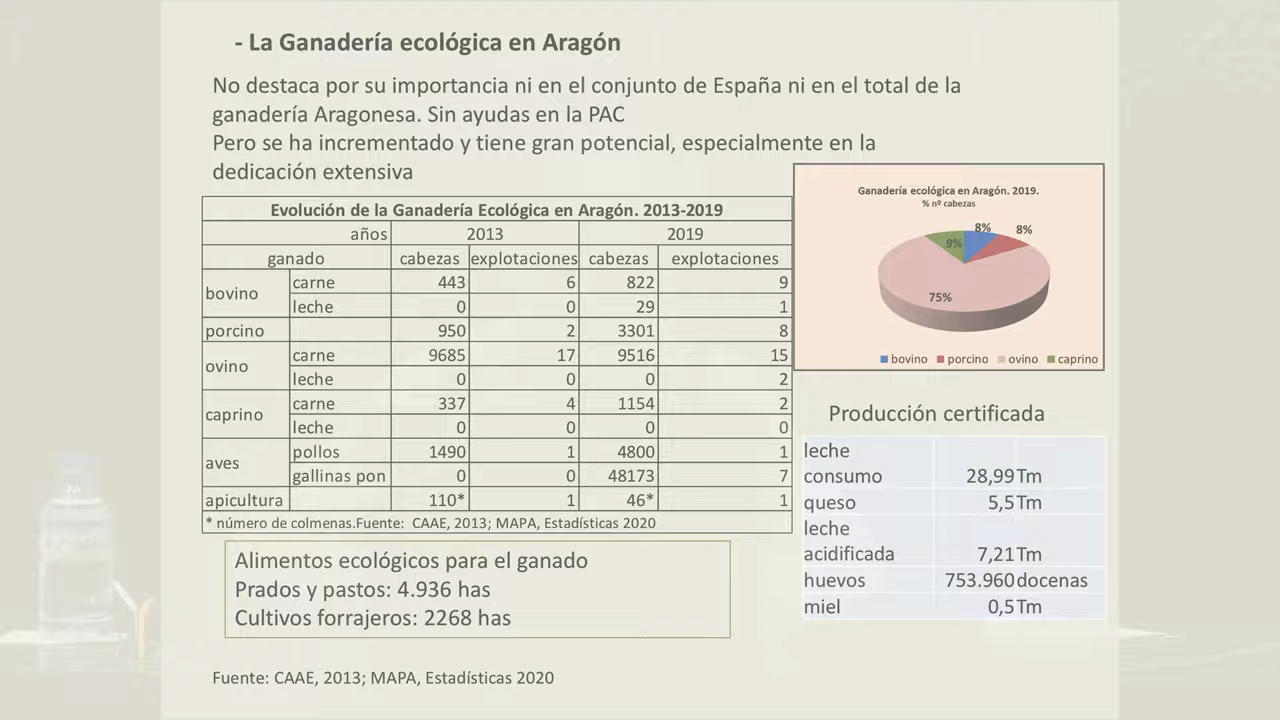 - La Ganadería ecológica en Aragón
No destaca por su importancia ni en el conjunto de España ni en el total de la
ganadería Aragonesa. Sin ayudas en la PAC
Pero se ha incrementado y tiene gran potencial, especialmente en la
dedicación extensiva
Evolución de la Ganadería Ecológica en Aragón. 2013-2019
años 2013 2019
ganado cabezas explotaciones cabezas explotaciones
bovino carne 443 6 822 9
leche 0 0 29 1
porcino 950 2 3301 8
ovino carne 9685 17 9516 15
leche 0 0 0 2
caprino carne 337 4 1154 2
leche 0 0 0 0
aves pollos 1490 1 4800 1
gallinas pon 0 0 48173 7
apicultura 110* 1 46* 1
* número de colmenas.Fuente: CAAE, 2013; MAPA, Estadísticas 2020
Ganadería ecológica en Aragón. 2019.
% nº cabezas
8%
8%
9%
75%
bovino porcino ovino caprino
Producción certificada
leche
consumo 28,99 Tm
queso 5,5 Tm
leche
acidificada 7,21 Tm
huevos 753.960 docenas
miel 0,5 Tm
Alimentos ecológicos para el ganado
Prados y pastos: 4.936 has
Cultivos forrajeros: 2268 has
Fuente: CAAE, 2013; MAPA, Estadísticas 2020